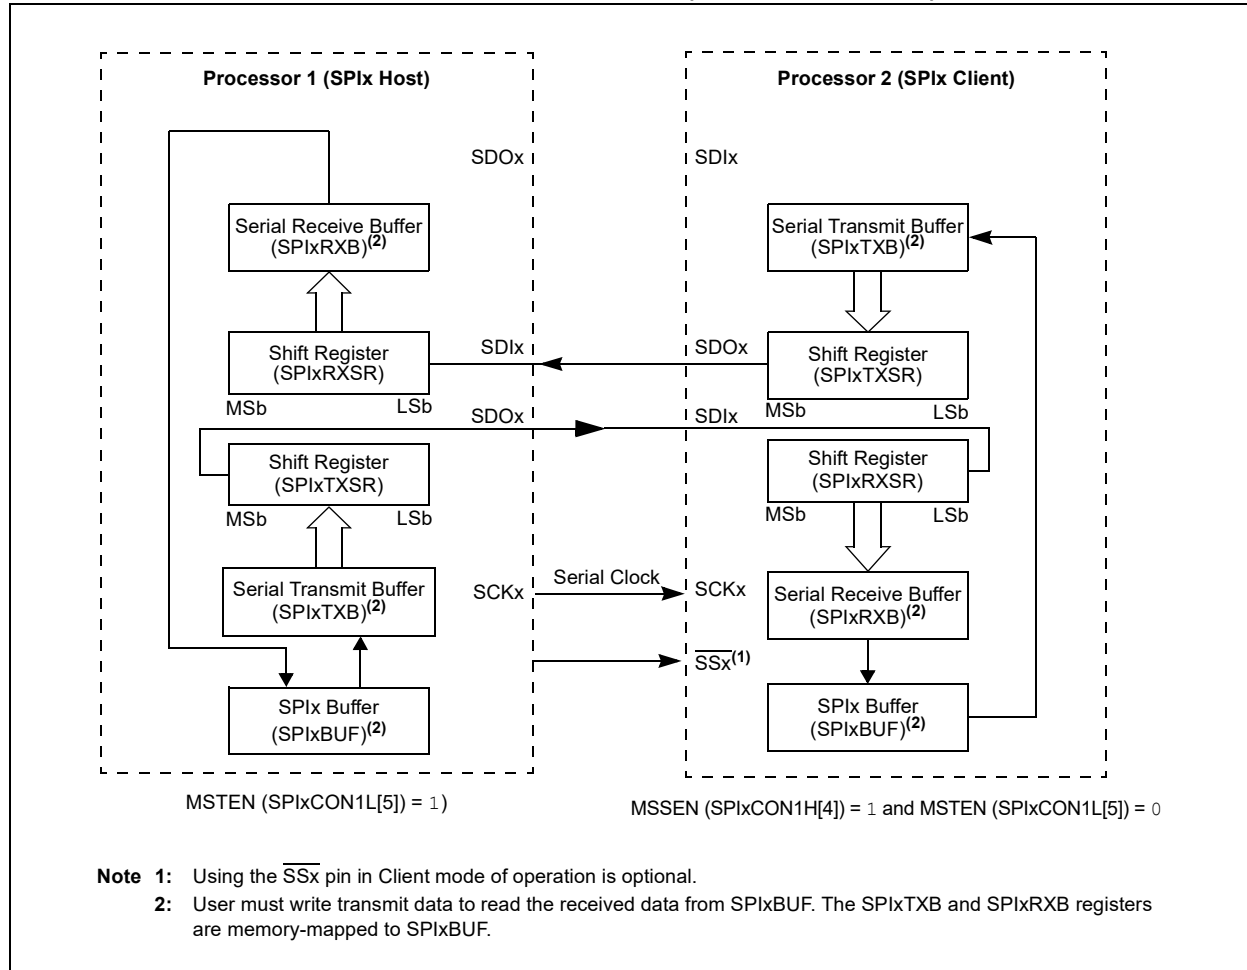 Processor 1 (SPIx Host)
Processor 2 (SPIx Client)
SDOx
SDIx
Serial Receive Buffer
(SPIxRXB)(2)
Serial Transmit Buffer
(SPIxTXB)(2)
Shift Register
(SPIxRXSR)
SDIx
SDOx
Shift Register
(SPIxTXSR)
MSb
LSb
MSb
LSb
SDOx
SDIx
Shift Register
(SPIxTXSR)
Shift Register
(SPIxRXSR)
MSb
LSb
MSb
LSb
Serial Transmit Buffer
(SPIxTXB)(2)
SCKx
Serial Clock
SCKx
Serial Receive Buffer
(SPIxRXB)(2)
SSx(1)
SPIx Buffer
(SPIxBUF)(2)
SPIx Buffer
(SPIxBUF)(2)
MSTEN (SPIxCON1L[5]) = 1)
MSSEN (SPIxCON1H[4]) = 1 and MSTEN (SPIxCON1L[5]) = 0
Note 1: Using the SSx pin in Client mode of operation is optional.
2: User must write transmit data to read the received data from SPIxBUF. The SPIxTXB and SPIxRXB registers
are memory-mapped to SPIxBUF.